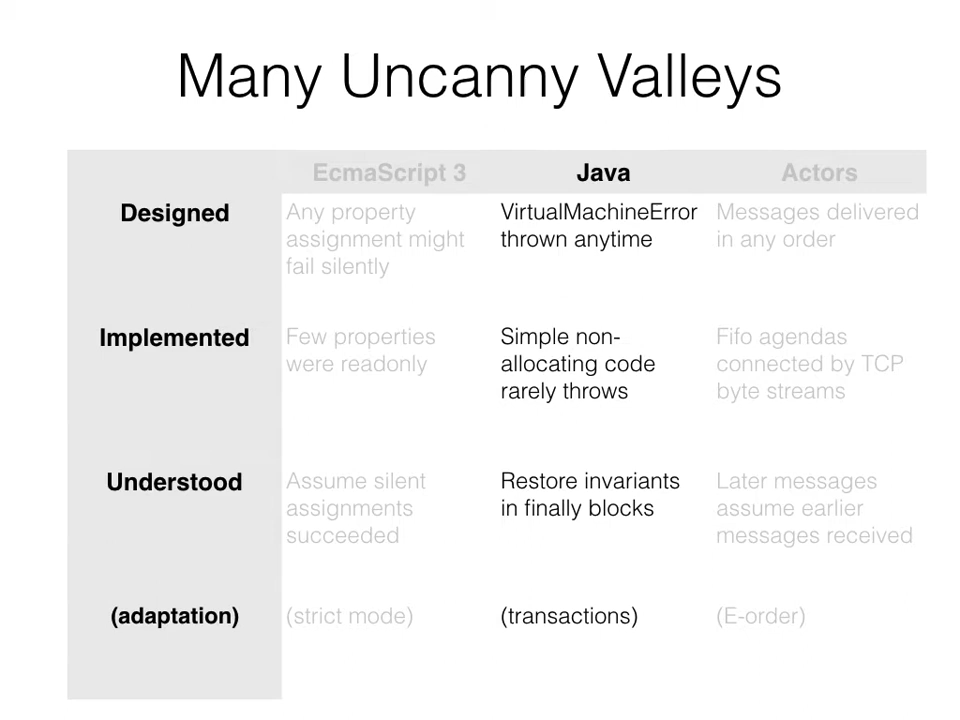 Many Uncanny Valleys
EcmaScript 3
Java
Actors
Designed
Any property
assignment might
fail silently
VirtualMachineError
thrown anytime
Messages delivered
in any order
Implemented
Few properties
were readonly
Simple non-
allocating code
rarely throws
Fifo agendas
connected by TCP
byte streams
Understood
Assume silent
assignments
succeeded
Restore invariants
in finally blocks
Later messages
assume earlier
messages received
(adaptation)
(strict mode)
(transactions)
(E-order)